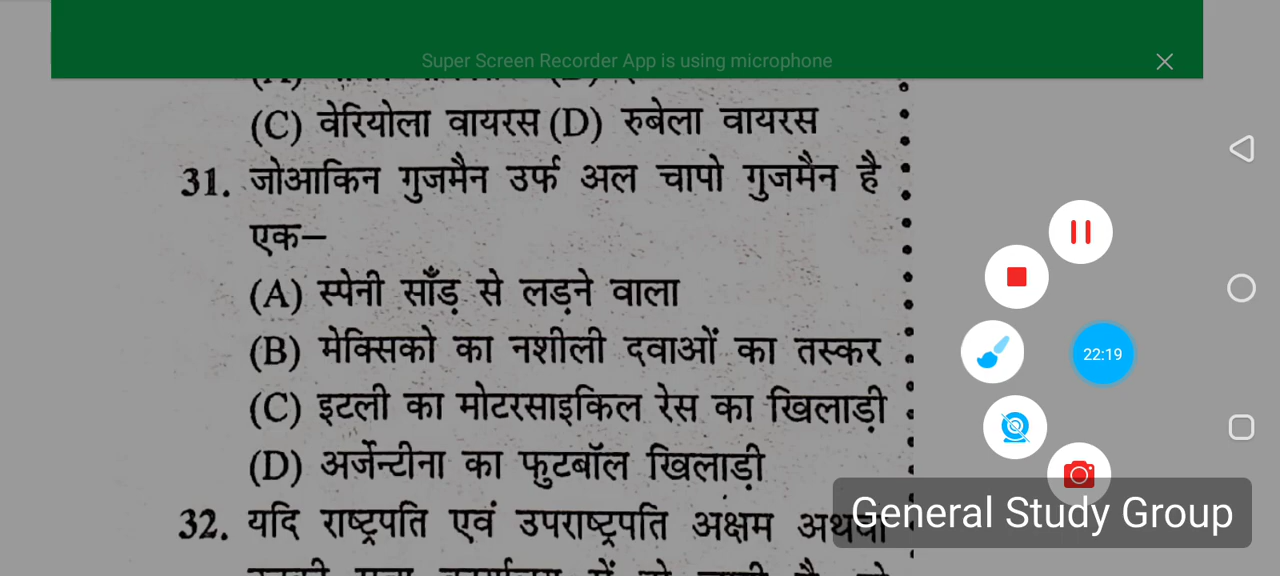 Super Screen Recorder App is using microphone
(C) वेरियोला वायरस (D) रुबेला वायरस
31. जोआकिन गुजमैन उर्फ अल चापो गुजमैन है
एक–
(A) स्पेनी साँड़ से लड़ने वाला
(B) मेक्सिको का नशीली दवाओं का तस्कर
(C) इटली का मोटरसाइकिल रेस का खिलाड़ी
(D) अर्जेन्टीना का फुटबॉल खिलाड़ी
22:19
General Study Group
32. यदि राष्ट्रपति एवं उपराष्ट्रपति अक्षम अथवा